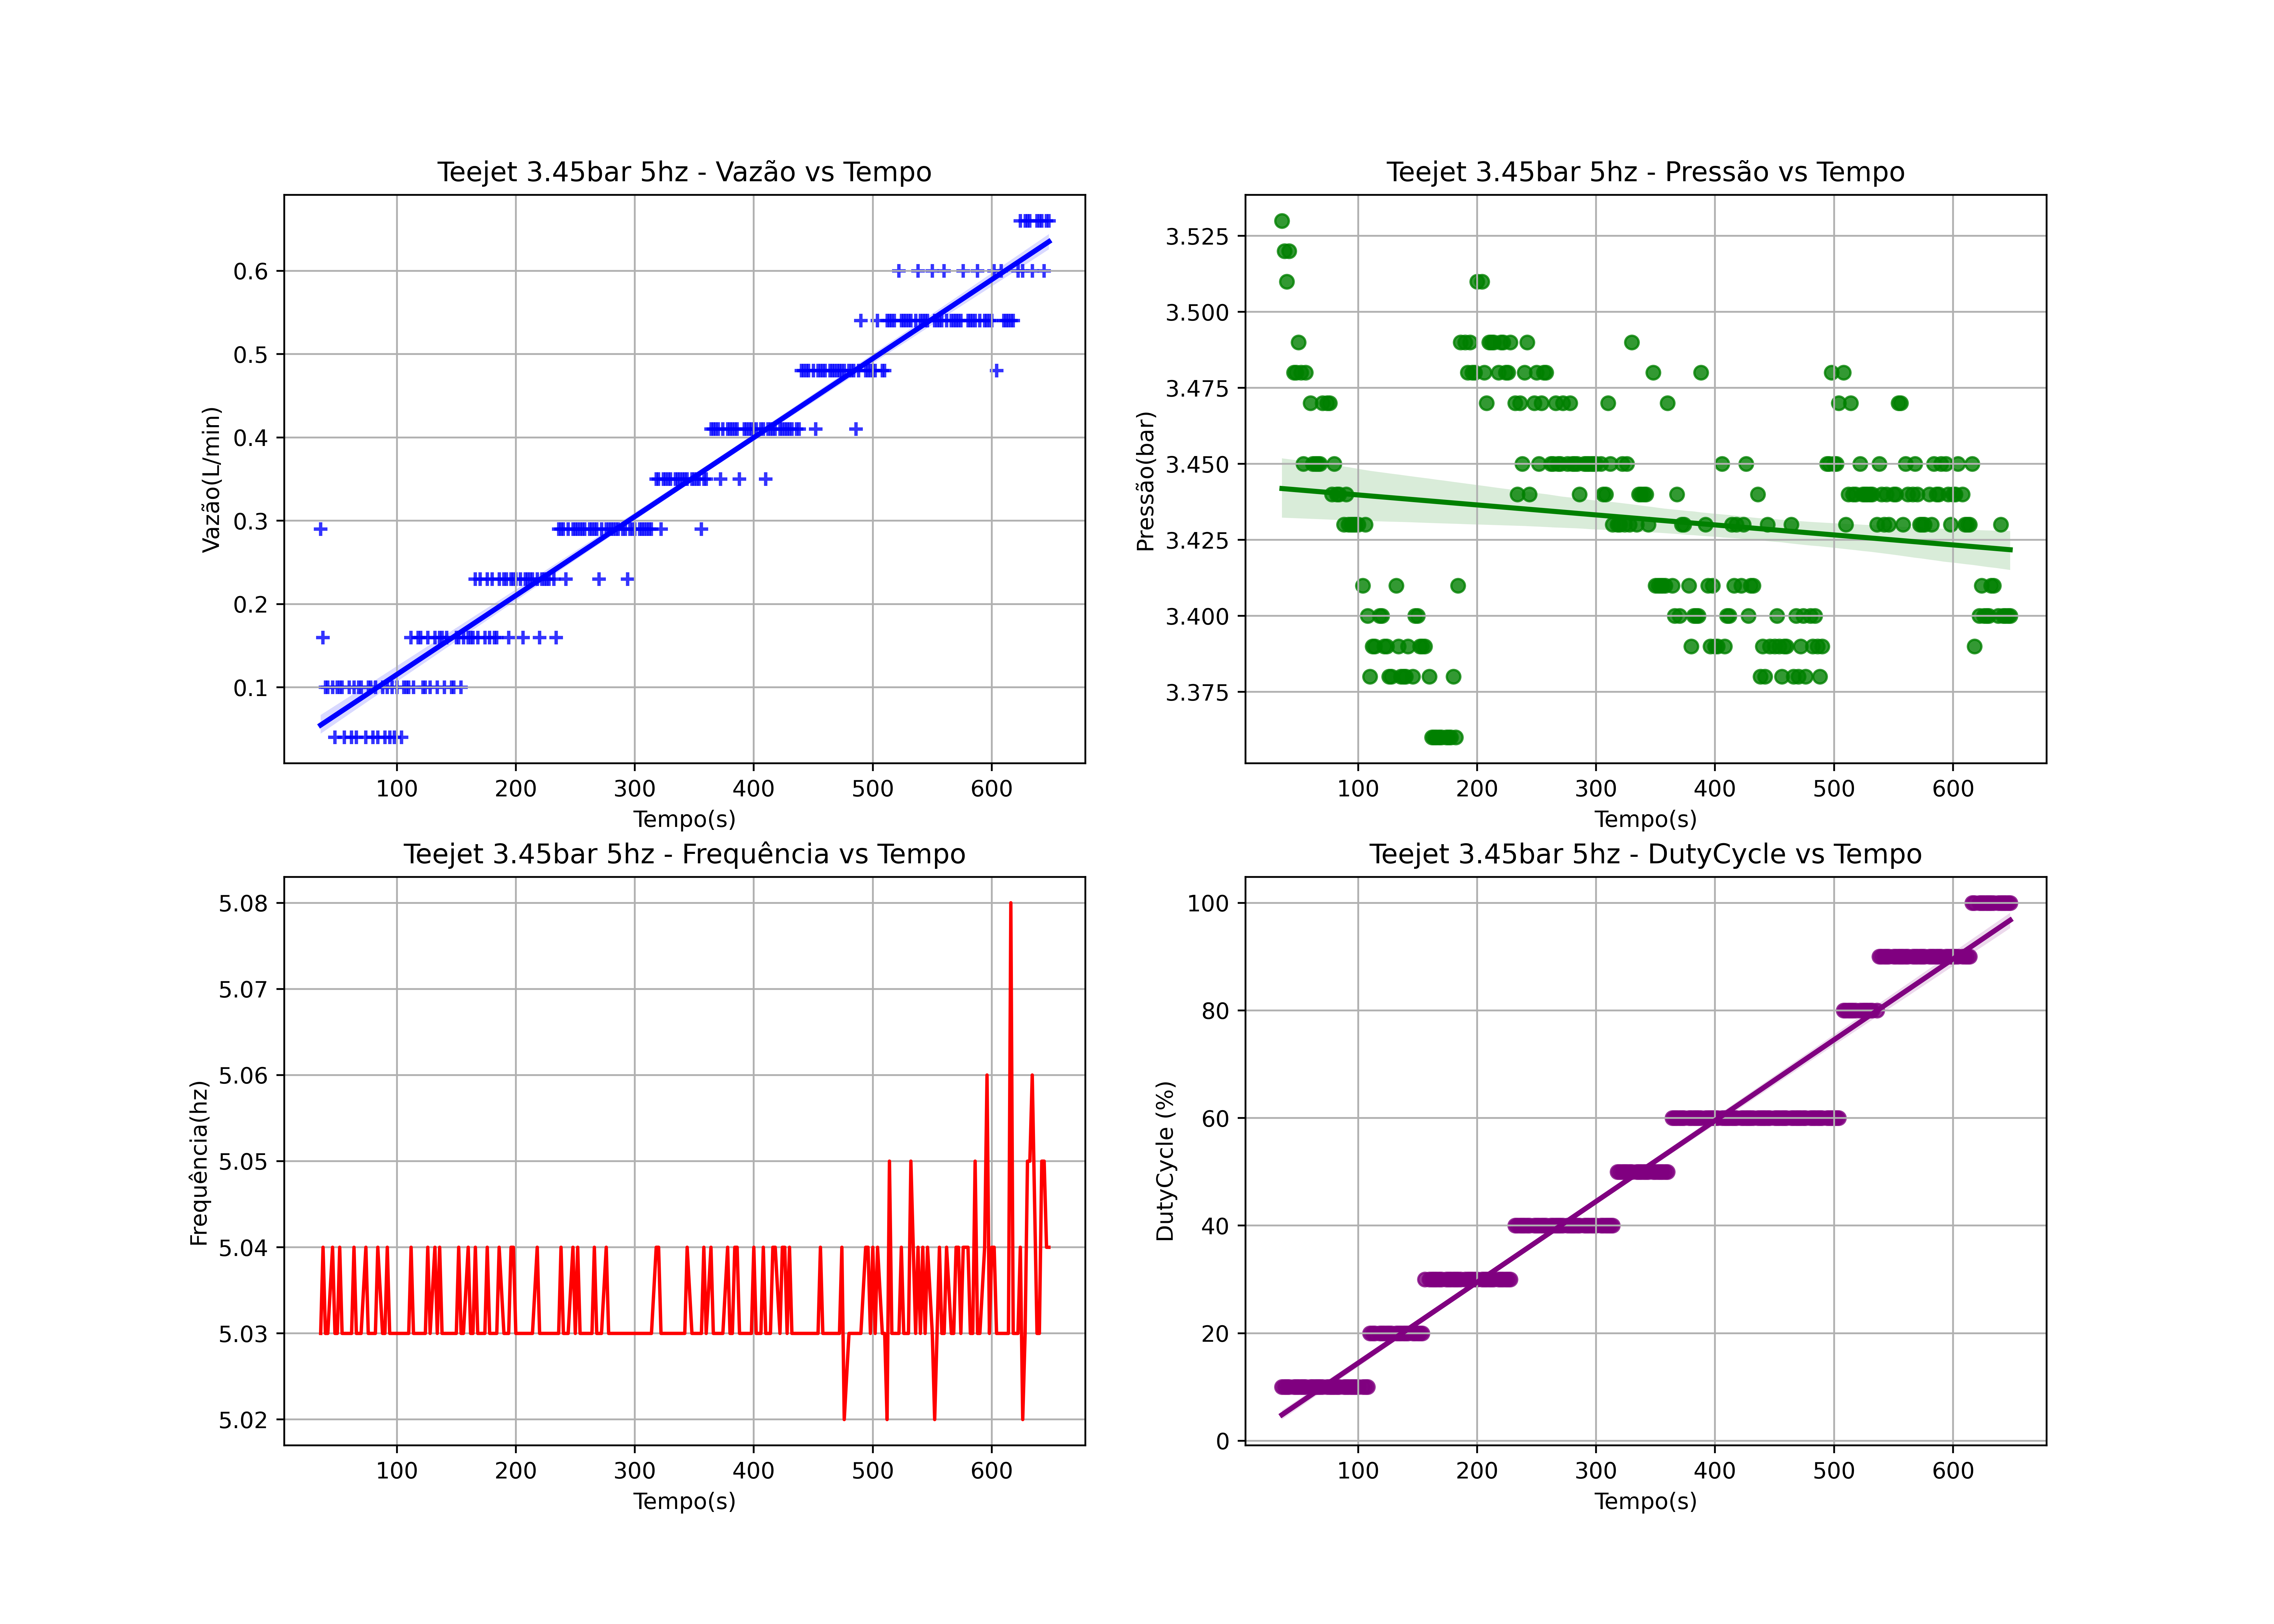 Teejet 3.45bar 5hz - Vazão vs Tempo
Vazão(L/min)
0.6
0.5
0.4
0.3
0.2
0.1
100 200 300 400 500 600
Tempo(s)
Teejet 3.45bar 5hz - Pressão vs Tempo
Pressão(bar)
3.525
3.500
3.475
3.450
3.425
3.400
3.375
100 200 300 400 500 600
Tempo(s)
Teejet 3.45bar 5hz - Frequência vs Tempo
Frequência(hz)
5.08
5.07
5.06
5.05
5.04
5.03
5.02
100 200 300 400 500 600
Tempo(s)
Teejet 3.45bar 5hz - DutyCycle vs Tempo
DutyCycle (%)
100
80
60
40
20
0
100 200 300 400 500 600
Tempo(s)